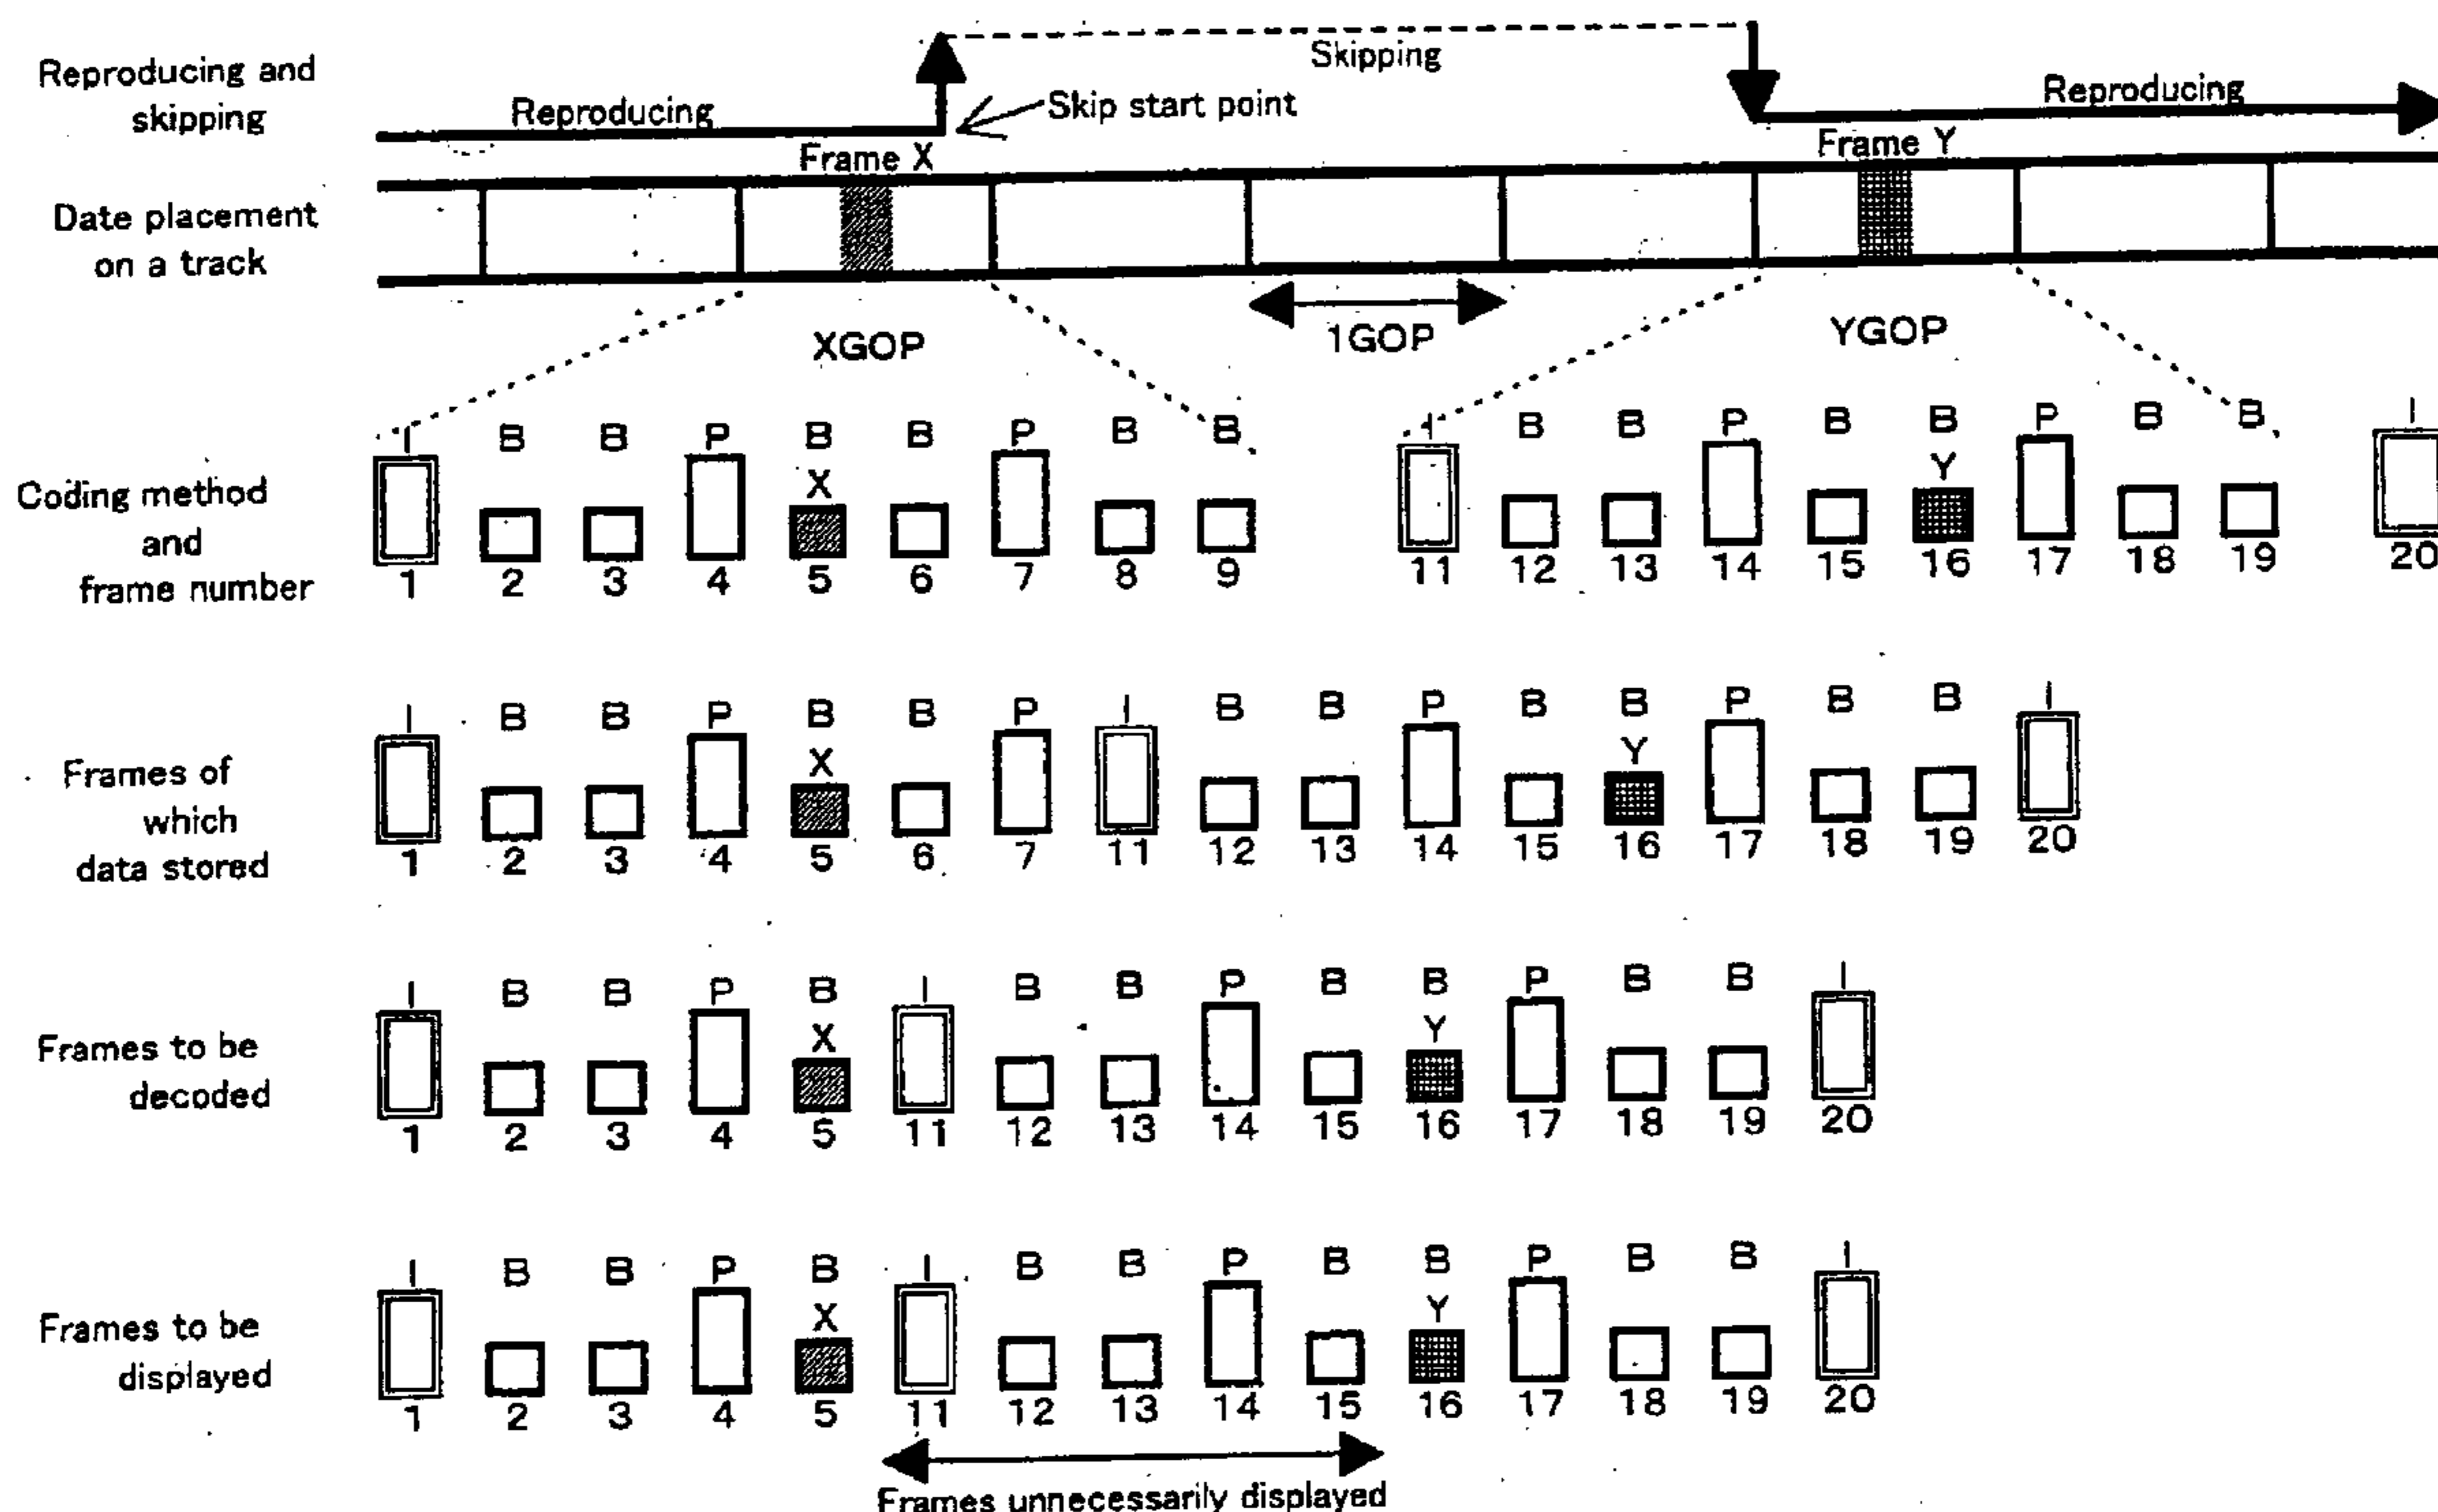 Reproducing and
skipping
Reproducing
Skip start point
Skipping
Reproducing
Date placement
on a track
Frame X
Frame Y
XGOP
1GOP
YGOP
Coding method
and
frame number
I B B P B B P B B I B B P B B P B B I
X Y
1 2 3 4 5 6 7 8 9 11 12 13 14 15 16 17 18 19 20
Frames of
which
data stored
I B B P B B P I B B P B B P B B I
X Y
1 2 3 4 5 6 7 11 12 13 14 15 16 17 18 19 20
Frames to be
decoded
I B B P B I B B P B B P B B I
X Y
1 2 3 4 5 11 12 13 14 15 16 17 18 19 20
Frames to be
displayed
I B B P B I B B P B B P B B I
X Y
1 2 3 4 5 11 12 13 14 15 16 17 18 19 20
Frames unnecessarily displayed